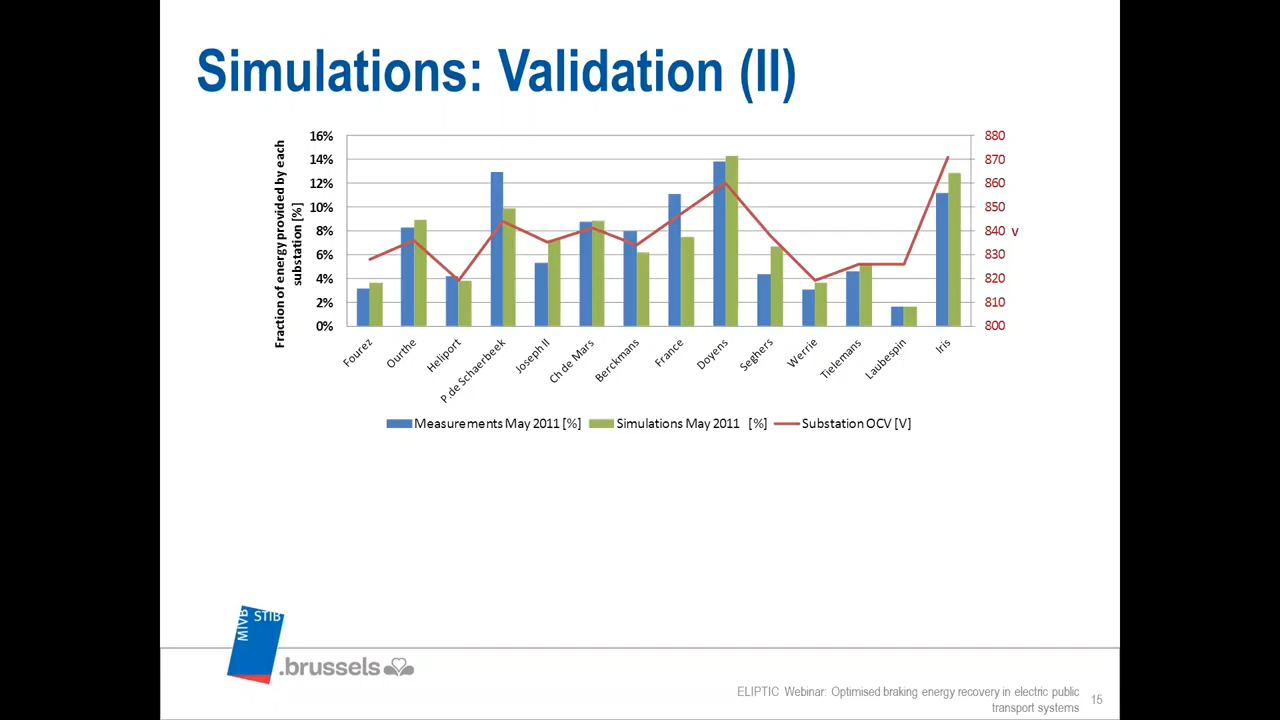 Simulations: Validation (II)
Fraction of energy provided by each
substation [%]
16%
14%
12%
10%
8%
6%
4%
2%
0%
880
870
860
850
840
830
820
810
800
V
Fourez
Ourthe
Heliport
P.de Schaerbeek
Joseph II
Ch de Mars
Berckmans
France
Doyens
Seghers
Werrie
Tielemans
Laubespin
Iris
Measurements May 2011 [%]
Simulations May 2011 [%]
Substation OCV [V]
MIVB
STIB
.brussels
ELIPTIC Webinar: Optimised braking energy recovery in electric public
transport systems
15